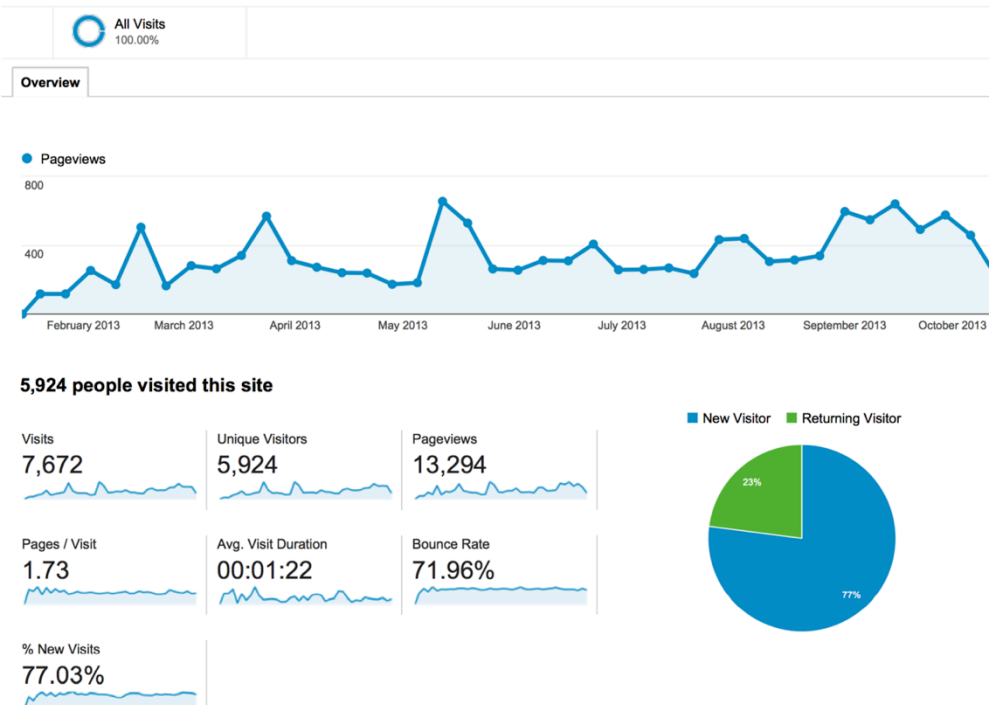 All Visits
100.00%
Overview
Pageviews
800
400
February 2013 March 2013 April 2013 May 2013 June 2013 July 2013 August 2013 September 2013 October 2013
5,924 people visited this site
New Visitor Returning Visitor
Visits Unique Visitors Pageviews
7,672 5,924 13,294
23%
Pages / Visit Avg. Visit Duration Bounce Rate
1.73 00:01:22 71.96%
77%
% New Visits
77.03%